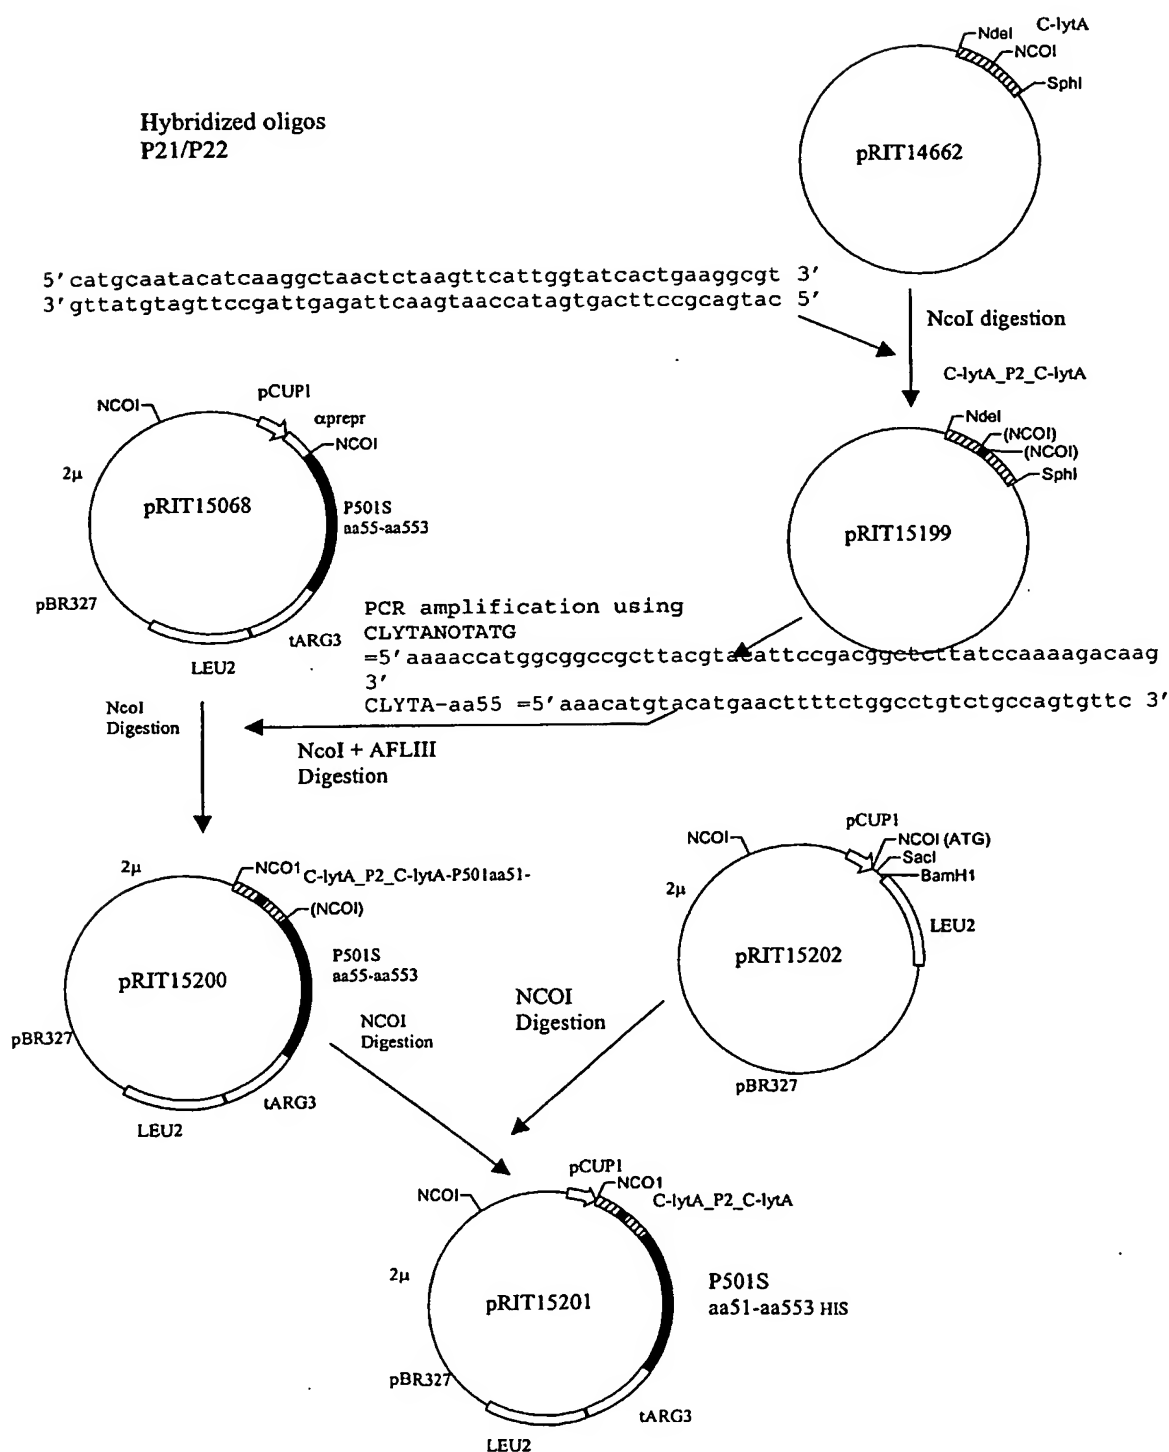 C-lytA
NdeI
NCOI
SphI
pRIT14662
Hybridized oligos
P21/P22
5'catgcaatacatcaaggctaactctaagttcattggtatcactgaaggcgt 3'
3'gttatgtagttccgattgagattcaagtaaccatagtgacttccgcagtac 5'
NcoI digestion
C-lytA_P2_C-lytA
NdeI
(NCOI)
(NCOI)
SphI
pRIT15199
pCUP1
NCOI
αprepr
NCOI
2μ
pRIT15068
P501S
aa55-aa553
pBR327
tARG3
LEU2
PCR amplification using
CLYTANOTATG
=5'aaaaccatggcggccgcttacgtacattccgacggctcttatccaaaagacaag
3'
CLYTA-aa55 =5'aaacatgtacatgaacttttctggcctgtctgccagtgttc 3'
NcoI
Digestion
NcoI + AFLIII
Digestion
2μ
NCO1
C-lytA_P2_C-lytA-P501aa51-
(NCOI)
P501S
aa55-aa553
pRIT15200
pBR327
tARG3
LEU2
NCOI
Digestion
pCUP1
NCOI
NCOI (ATG)
SacI
BamH1
2μ
LEU2
pRIT15202
pBR327
NCOI
Digestion
pCUP1
NCOI
NCO1
C-lytA_P2_C-lytA
2μ
pRIT15201
P501S
aa51-aa553 HIS
pBR327
tARG3
LEU2